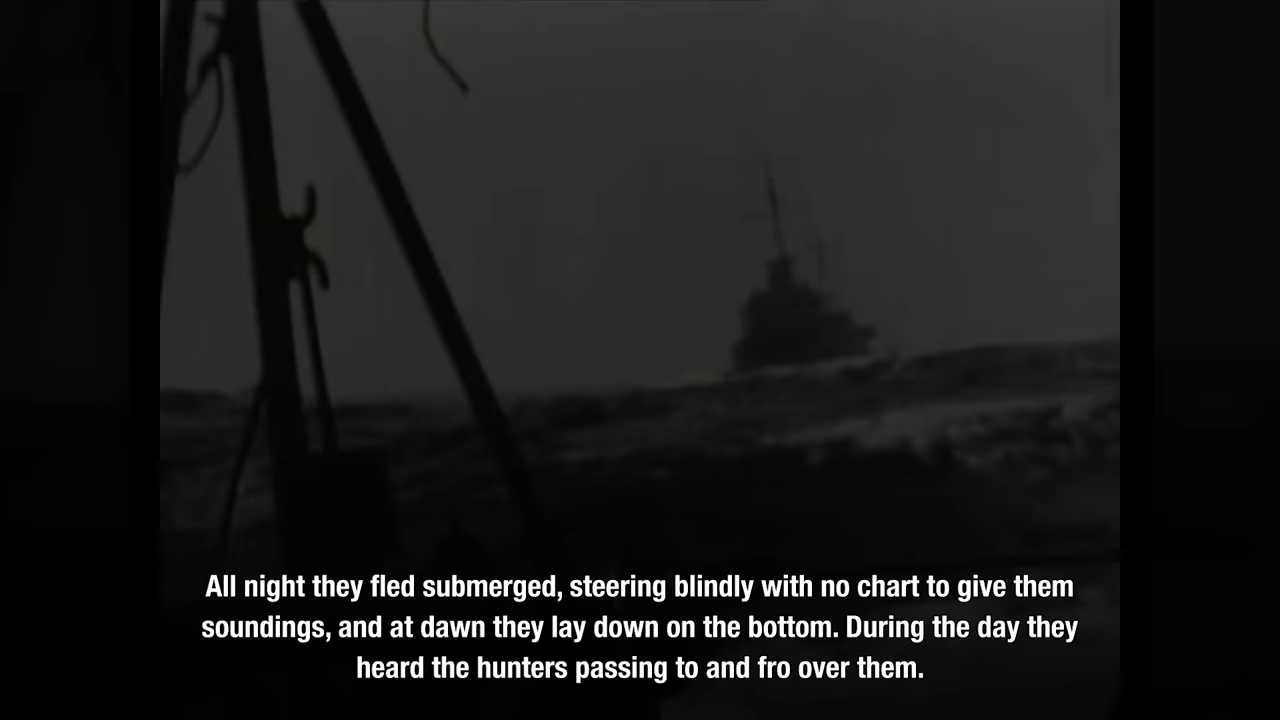 All night they fled submerged, steering blindly with no chart to give them
soundings, and at dawn they lay down on the bottom. During the day they
heard the hunters passing to and fro over them.